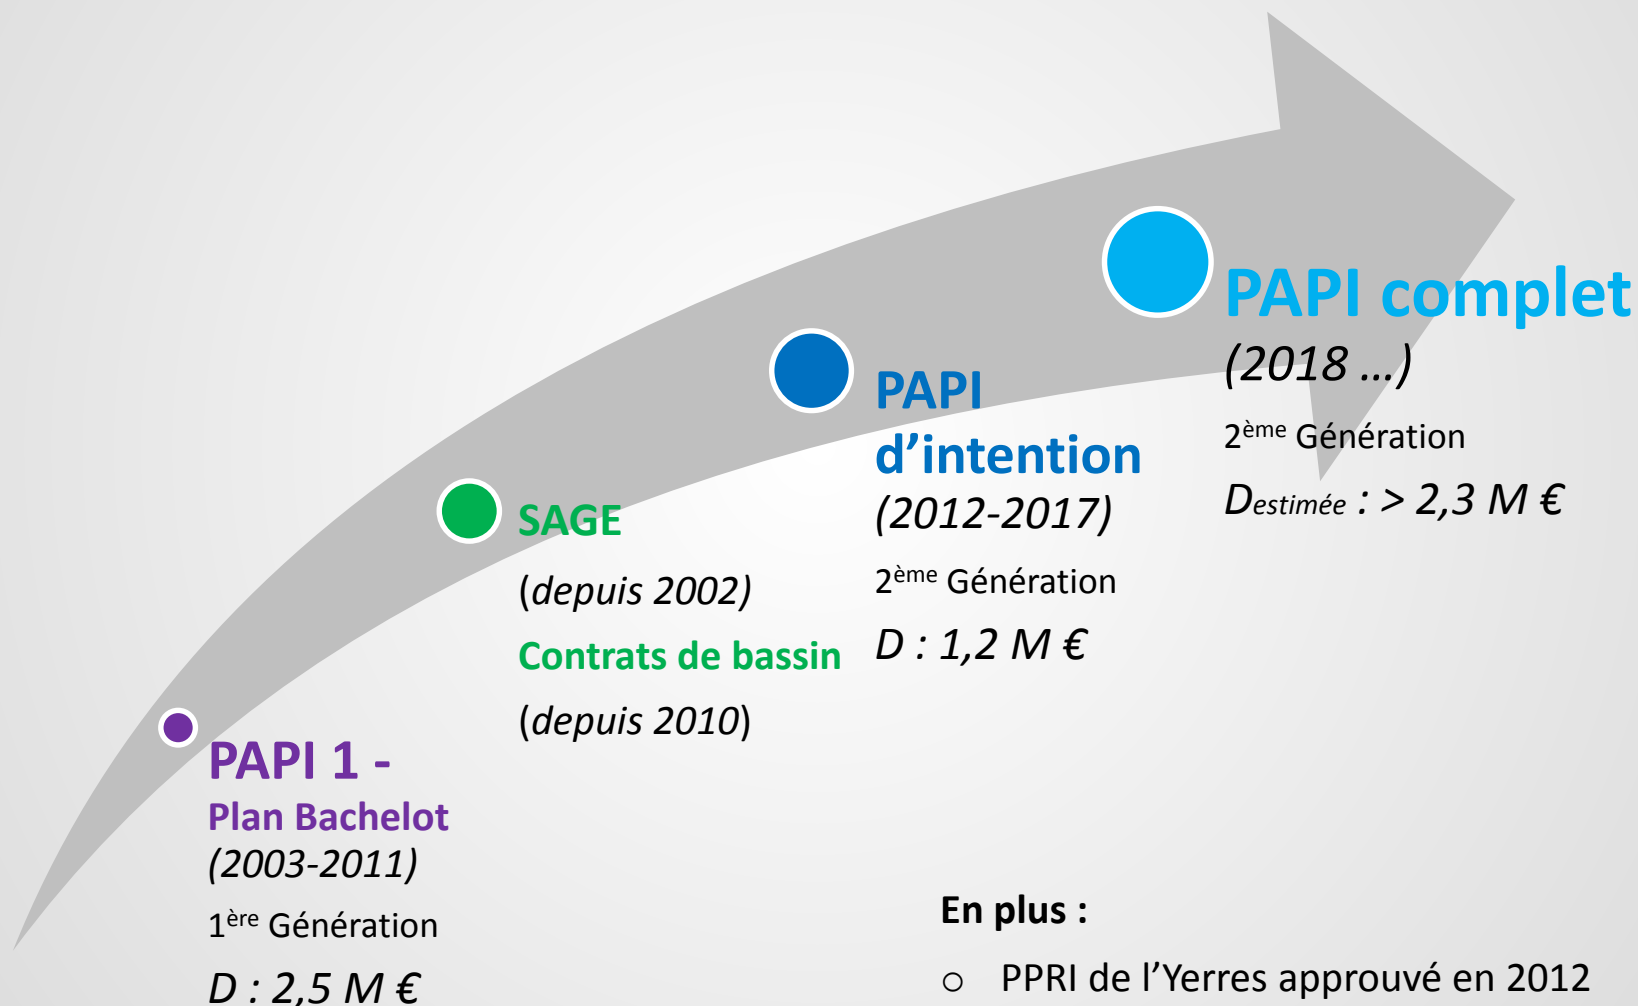 PAPI 1 -
Plan Bachelot
(2003-2011)
1ère Génération
D : 2,5 M €
SAGE
(depuis 2002)
Contrats de bassin
(depuis 2010)
PAPI
d’intention
(2012-2017)
2ème Génération
D : 1,2 M €
PAPI complet
(2018 …)
2ème Génération
Destimée : > 2,3 M €
En plus :
o PPRI de l’Yerres approuvé en 2012